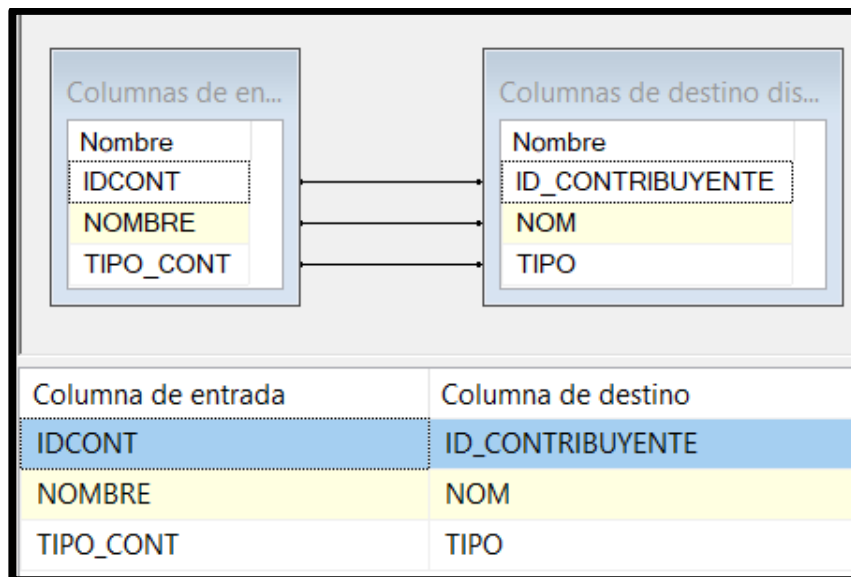 Columnas de en...
Columnas de destino dis...
Nombre
Nombre
IDCONT
ID_CONTRIBUYENTE
NOMBRE
NOM
TIPO_CONT
TIPO
Columna de entrada
Columna de destino
IDCONT
ID_CONTRIBUYENTE
NOMBRE
NOM
TIPO_CONT
TIPO